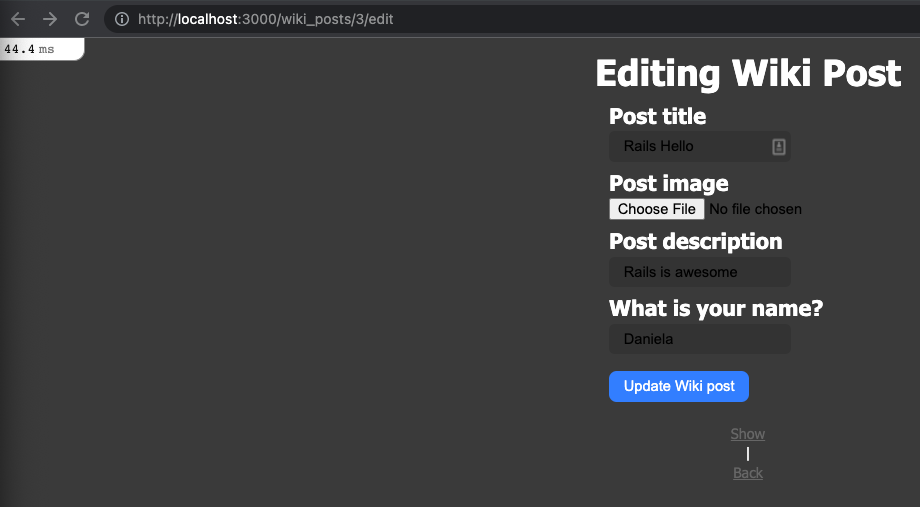 http://localhost:3000/wiki_posts/3/edit
44.4 ms
Editing Wiki Post
Post title
Rails Hello
Post image
Choose File No file chosen
Post description
Rails is awesome
What is your name?
Daniela
Update Wiki post
Show
|
Back